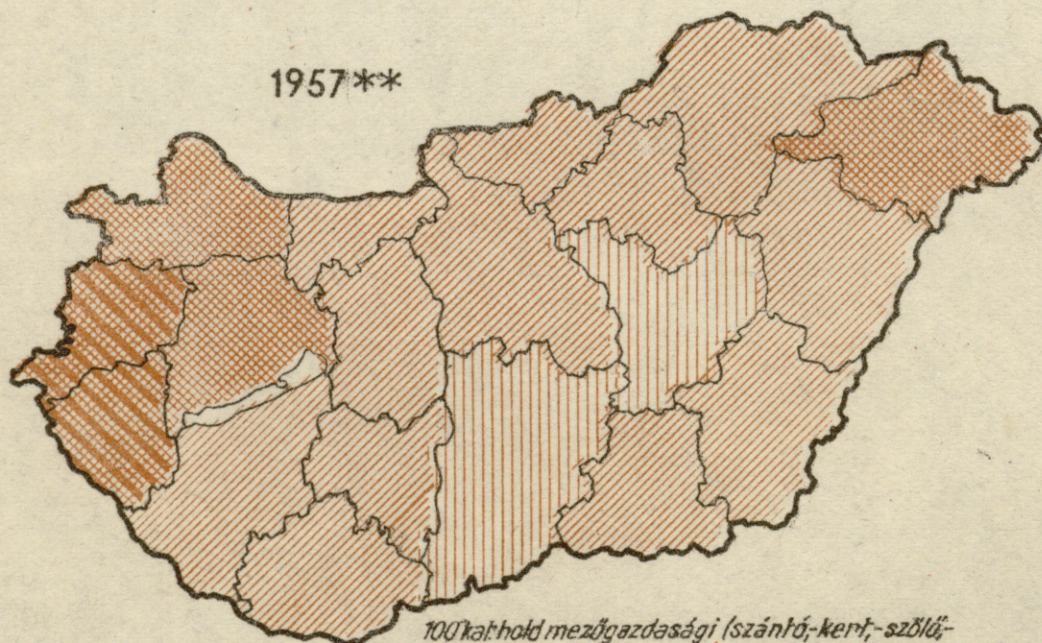 1957**
100 kat. hold mezőgazdasági (szántó,-kert,-szőlő-